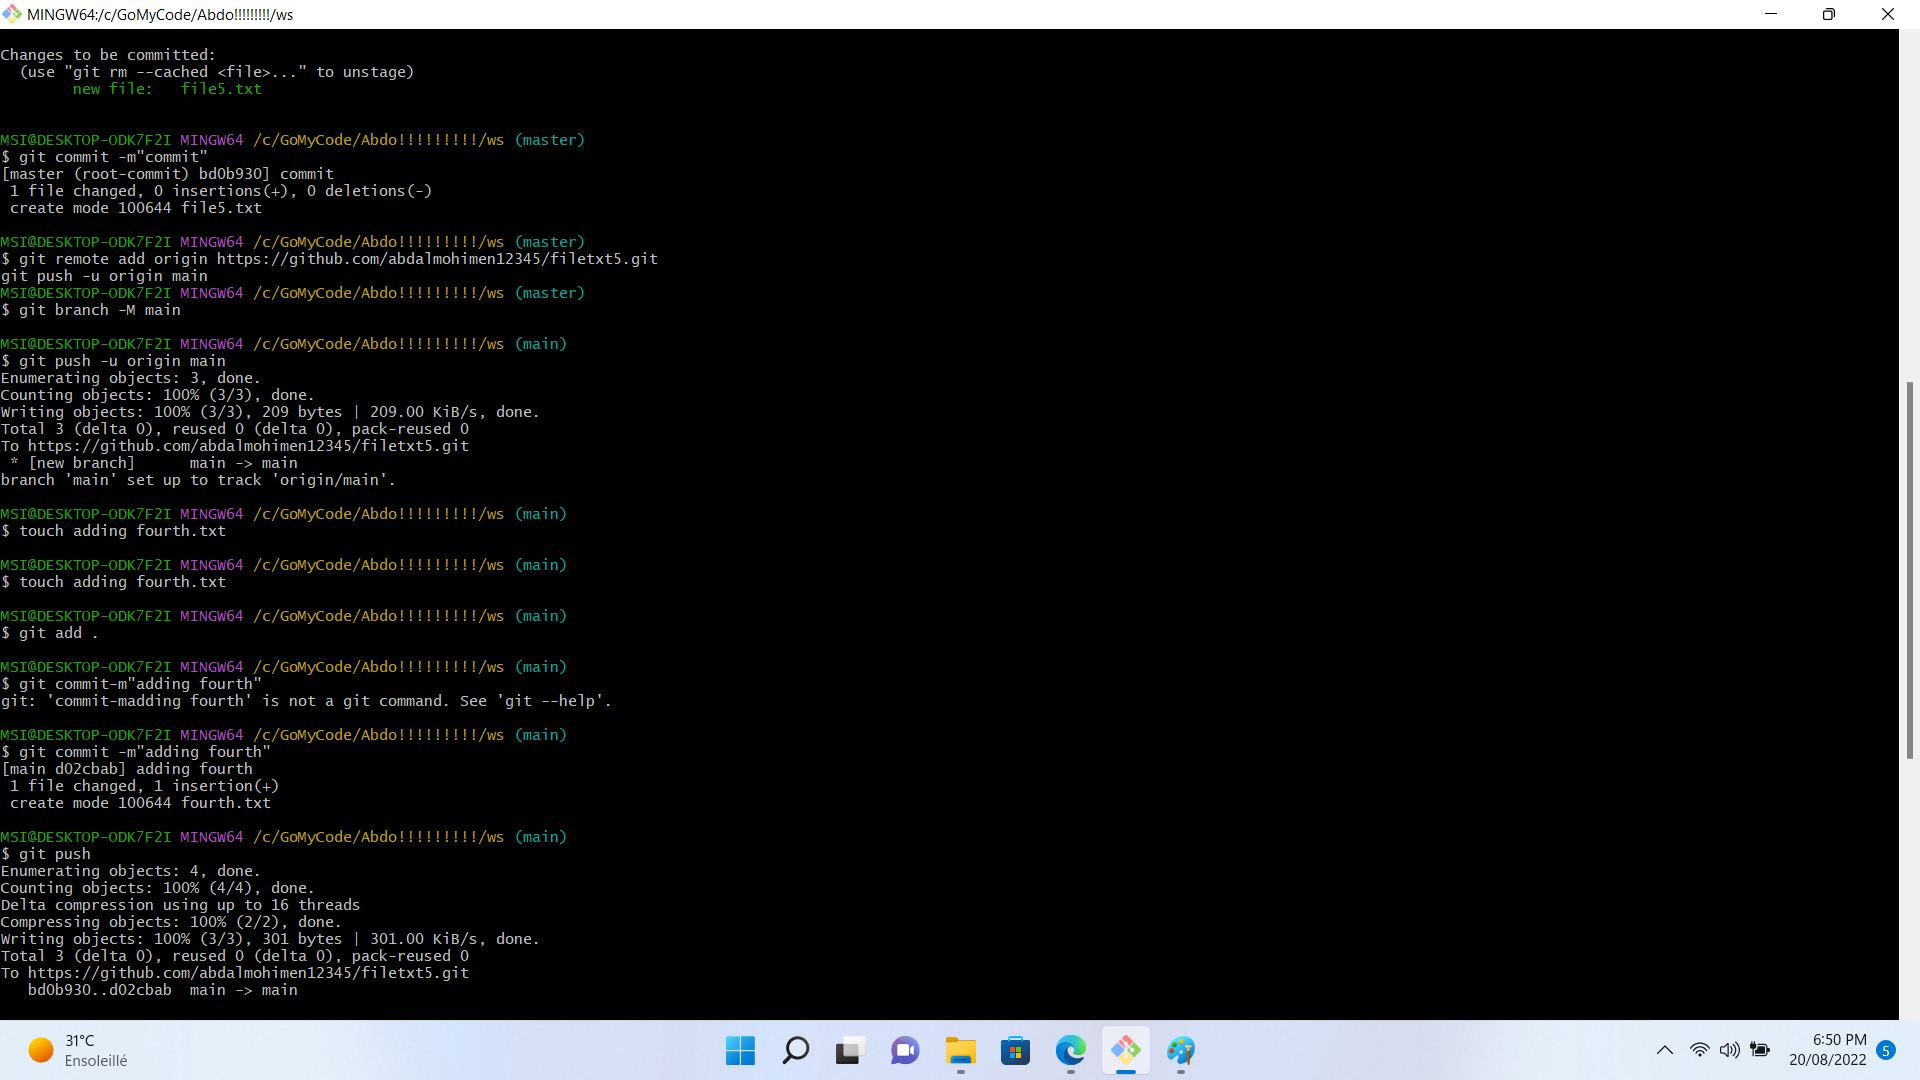 MINGW64:/c/GoMyCode/Abdo!!!!!!!!!/ws
Changes to be committed:
  (use "git rm --cached <file>..." to unstage)
        new file:   file5.txt
MSI@DESKTOP-ODK7F2I MINGW64 /c/GoMyCode/Abdo!!!!!!!!!/ws (master)
$ git commit -m"commit"
[master (root-commit) bd0b930] commit
 1 file changed, 0 insertions(+), 0 deletions(-)
 create mode 100644 file5.txt
MSI@DESKTOP-ODK7F2I MINGW64 /c/GoMyCode/Abdo!!!!!!!!!/ws (master)
$ git remote add origin https://github.com/abdalmohimen12345/filetxt5.git
git push -u origin main
MSI@DESKTOP-ODK7F2I MINGW64 /c/GoMyCode/Abdo!!!!!!!!!/ws (master)
$ git branch -M main
MSI@DESKTOP-ODK7F2I MINGW64 /c/GoMyCode/Abdo!!!!!!!!!/ws (main)
$ git push -u origin main
Enumerating objects: 3, done.
Counting objects: 100% (3/3), done.
Writing objects: 100% (3/3), 209 bytes | 209.00 KiB/s, done.
Total 3 (delta 0), reused 0 (delta 0), pack-reused 0
To https://github.com/abdalmohimen12345/filetxt5.git
 * [new branch]      main -> main
branch 'main' set up to track 'origin/main'.
MSI@DESKTOP-ODK7F2I MINGW64 /c/GoMyCode/Abdo!!!!!!!!!/ws (main)
$ touch adding fourth.txt
MSI@DESKTOP-ODK7F2I MINGW64 /c/GoMyCode/Abdo!!!!!!!!!/ws (main)
$ touch adding fourth.txt
MSI@DESKTOP-ODK7F2I MINGW64 /c/GoMyCode/Abdo!!!!!!!!!/ws (main)
$ git add .
MSI@DESKTOP-ODK7F2I MINGW64 /c/GoMyCode/Abdo!!!!!!!!!/ws (main)
$ git commit-m"adding fourth"
git: 'commit-madding fourth' is not a git command. See 'git --help'.
MSI@DESKTOP-ODK7F2I MINGW64 /c/GoMyCode/Abdo!!!!!!!!!/ws (main)
$ git commit -m"adding fourth"
[main d02cbab] adding fourth
 1 file changed, 1 insertion(+)
 create mode 100644 fourth.txt
MSI@DESKTOP-ODK7F2I MINGW64 /c/GoMyCode/Abdo!!!!!!!!!/ws (main)
$ git push
Enumerating objects: 4, done.
Counting objects: 100% (4/4), done.
Delta compression using up to 16 threads
Compressing objects: 100% (2/2), done.
Writing objects: 100% (3/3), 301 bytes | 301.00 KiB/s, done.
Total 3 (delta 0), reused 0 (delta 0), pack-reused 0
To https://github.com/abdalmohimen12345/filetxt5.git
   bd0b930..d02cbab  main -> main
31°C
Ensoleillé
6:50 PM
20/08/2022
5